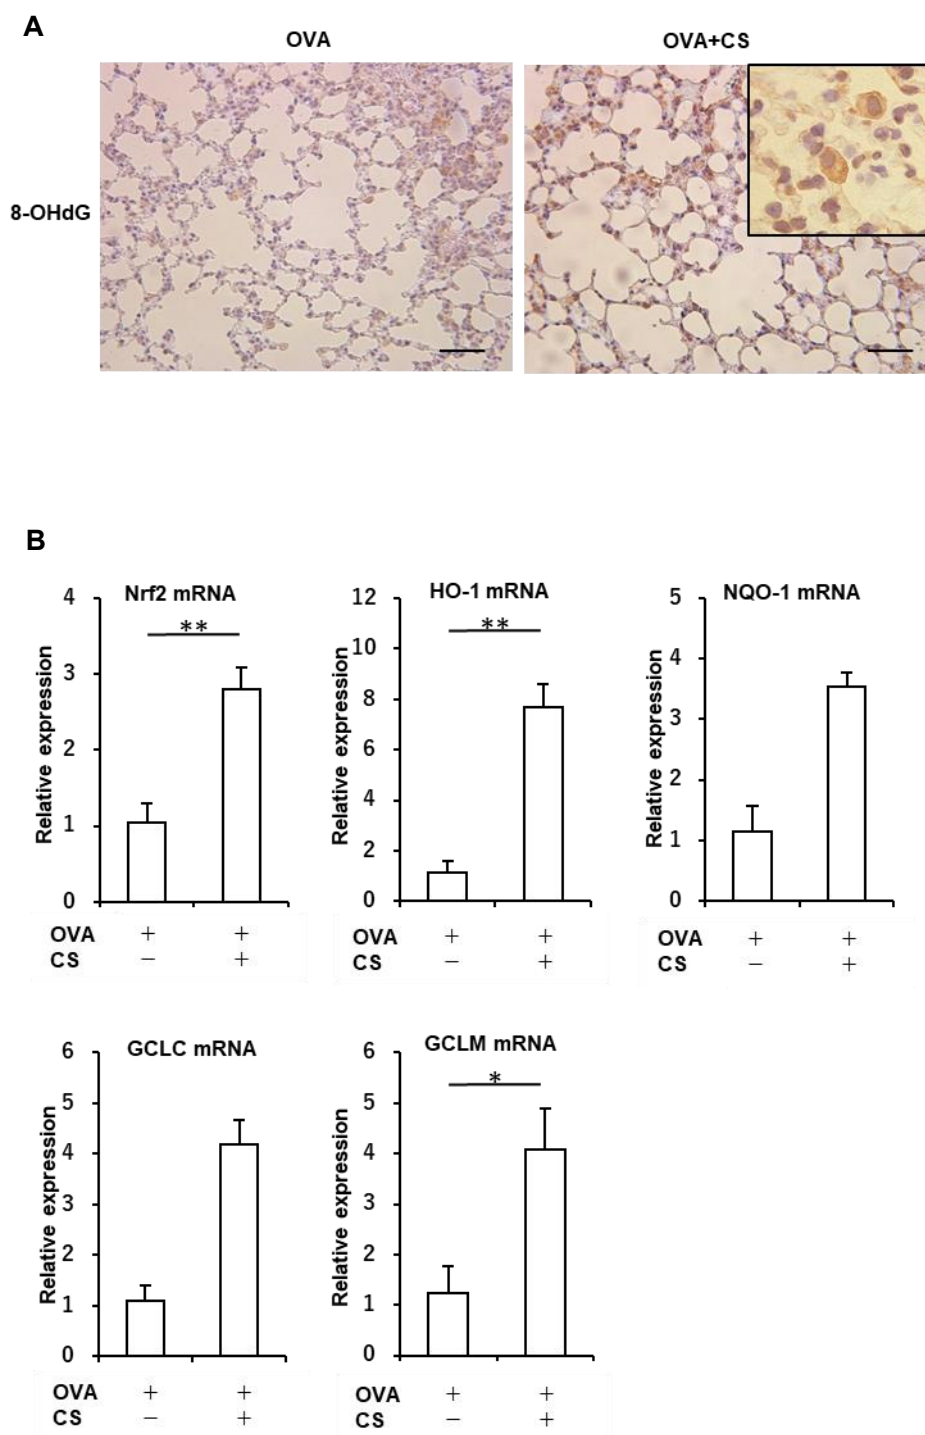 A
OVA OVA+CS
8-OHdG
B
Nrf2 mRNA
Relative expression
4
3
2
1
0
**
OVA + +
CS − +
HO-1 mRNA
Relative expression
12
10
8
6
4
2
0
**
OVA + +
CS − +
NQO-1 mRNA
Relative expression
5
4
3
2
1
0
OVA + +
CS − +
GCLC mRNA
Relative expression
6
5
4
3
2
1
0
OVA + +
CS − +
GCLM mRNA
Relative expression
6
5
4
3
2
1
0
*
OVA + +
CS − +